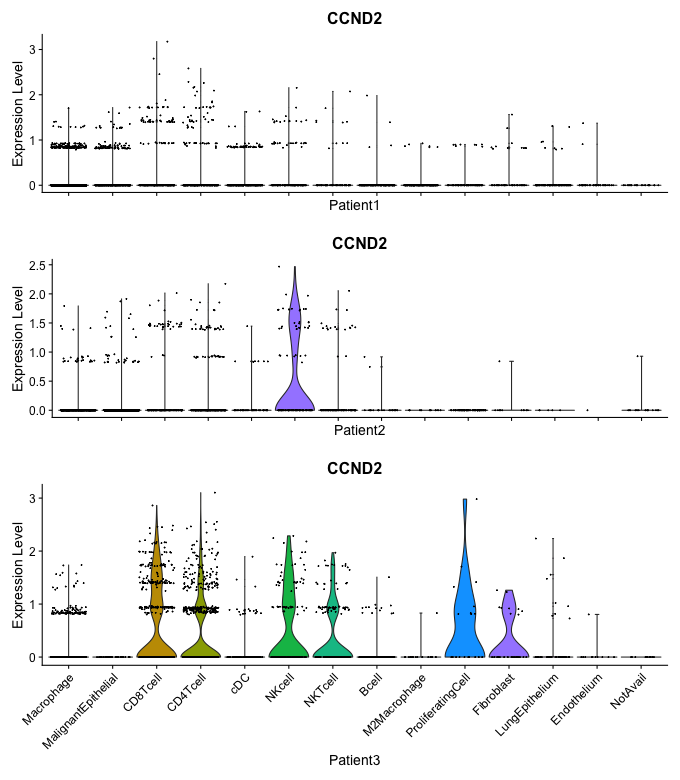 CCND2
Expression Level
3
2
1
0
Patient1
CCND2
Expression Level
2.5
2.0
1.5
1.0
0.5
0.0
Patient2
CCND2
Expression Level
3
2
1
0
Macrophage
MalignantEpithelial
CD8Tcell
CD4Tcell
cDC
NKcell
NKTcell
Bcell
M2Macrophage
ProliferatingCell
Fibroblast
LungEpithelium
Endothelium
NotAvail
Patient3